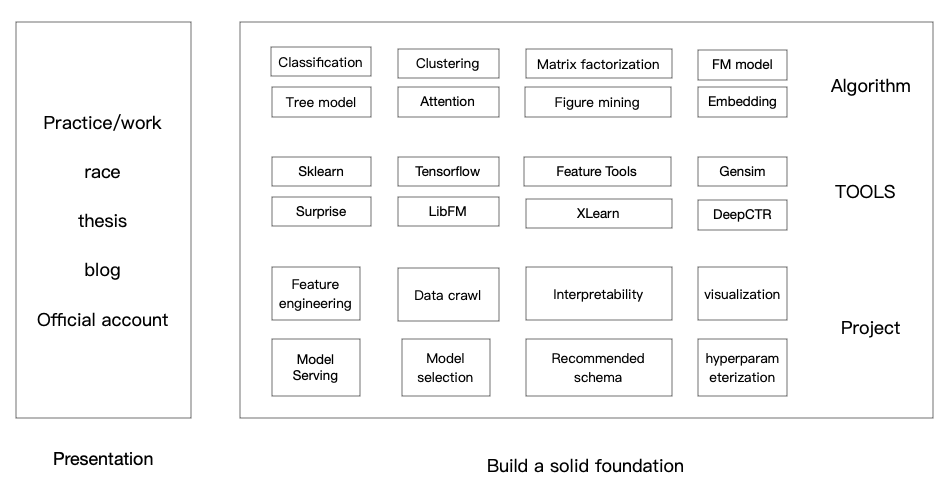 Practice/work
race
thesis
blog
Official account
Presentation
Classification
Clustering
Matrix factorization
FM model
Tree model
Attention
Figure mining
Embedding
Algorithm
Sklearn
Tensorflow
Feature Tools
Gensim
Surprise
LibFM
XLearn
DeepCTR
TOOLS
Feature
engineering
Data crawl
Interpretability
visualization
Model
Serving
Model
selection
Recommended
schema
hyperparam
eterization
Project
Build a solid foundation